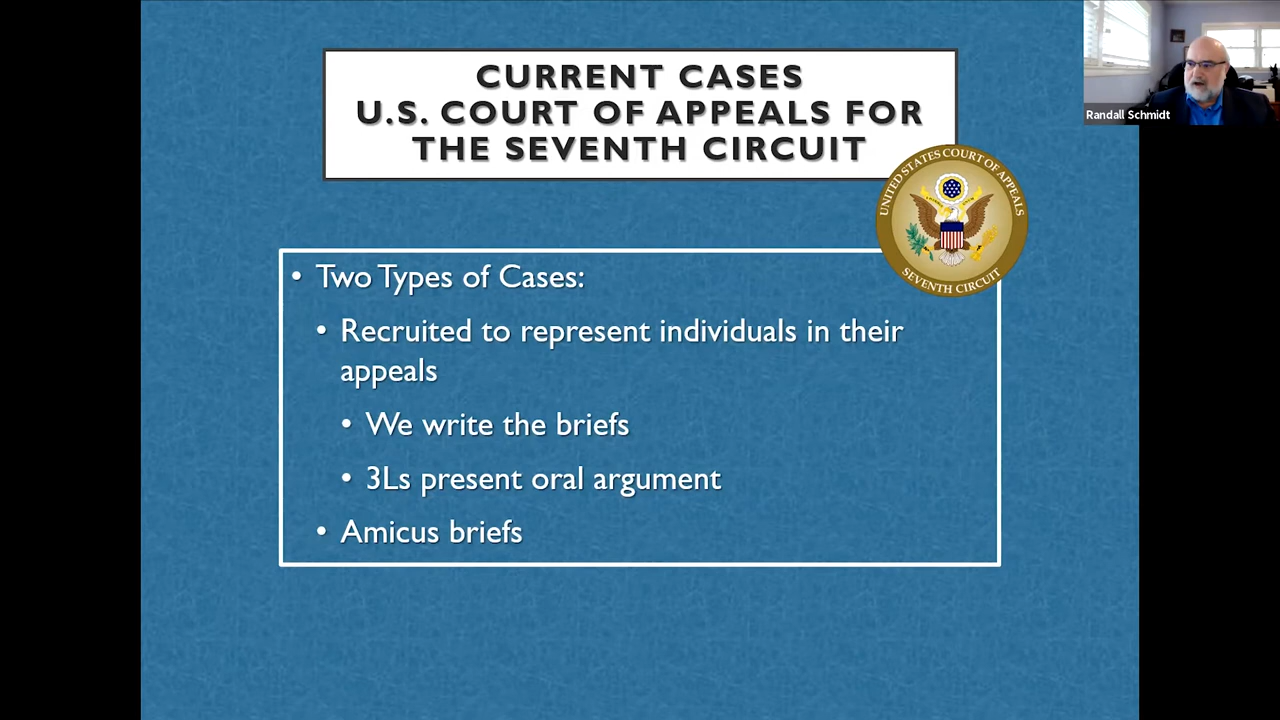 CURRENT CASES
U.S. COURT OF APPEALS FOR
THE SEVENTH CIRCUIT
Randall Schmidt
UNITED STATES COURT OF APPEALS
SEVENTH CIRCUIT
• Two Types of Cases:
• Recruited to represent individuals in their
appeals
• We write the briefs
• 3Ls present oral argument
• Amicus briefs